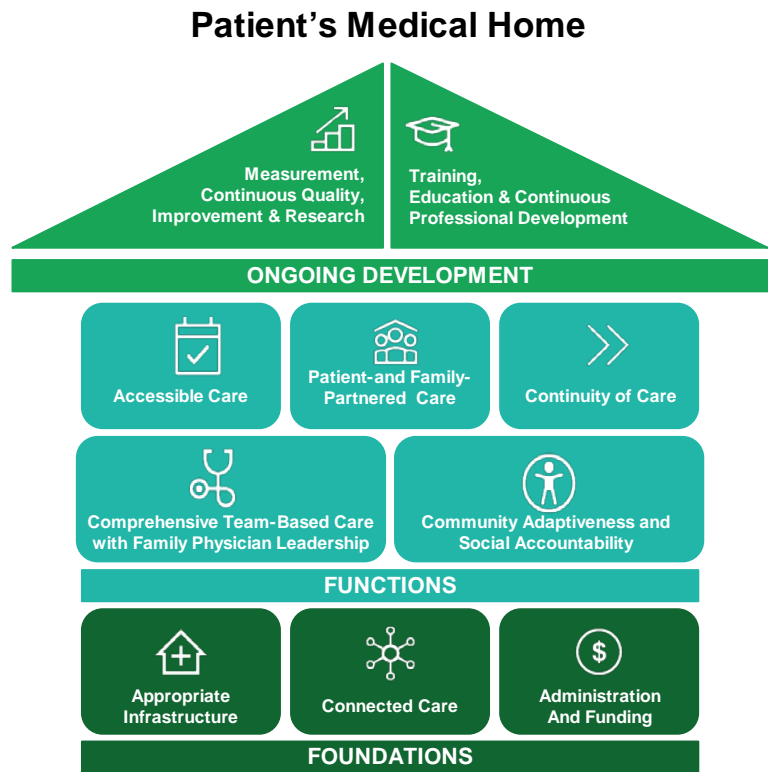 Patient's Medical Home
Measurement,
Continuous Quality,
Improvement & Research
Training,
Education & Continuous
Professional Development
ONGOING DEVELOPMENT
Accessible Care
Patient-and Family-
Partnered Care
Continuity of Care
Comprehensive Team-Based Care
with Family Physician Leadership
Community Adaptiveness and
Social Accountability
FUNCTIONS
Appropriate
Infrastructure
Connected Care
$
Administration
And Funding
FOUNDATIONS